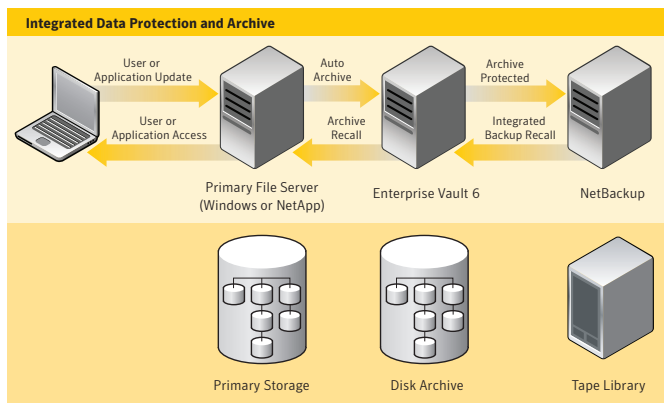 Integrated Data Protection and Archive
User or
Application Update
Auto
Archive
Archive
Protected
User or
Application Access
Archive
Recall
Integrated
Backup Recall
Primary File Server
(Windows or NetApp)
Enterprise Vault 6
NetBackup
Primary Storage
Disk Archive
Tape Library